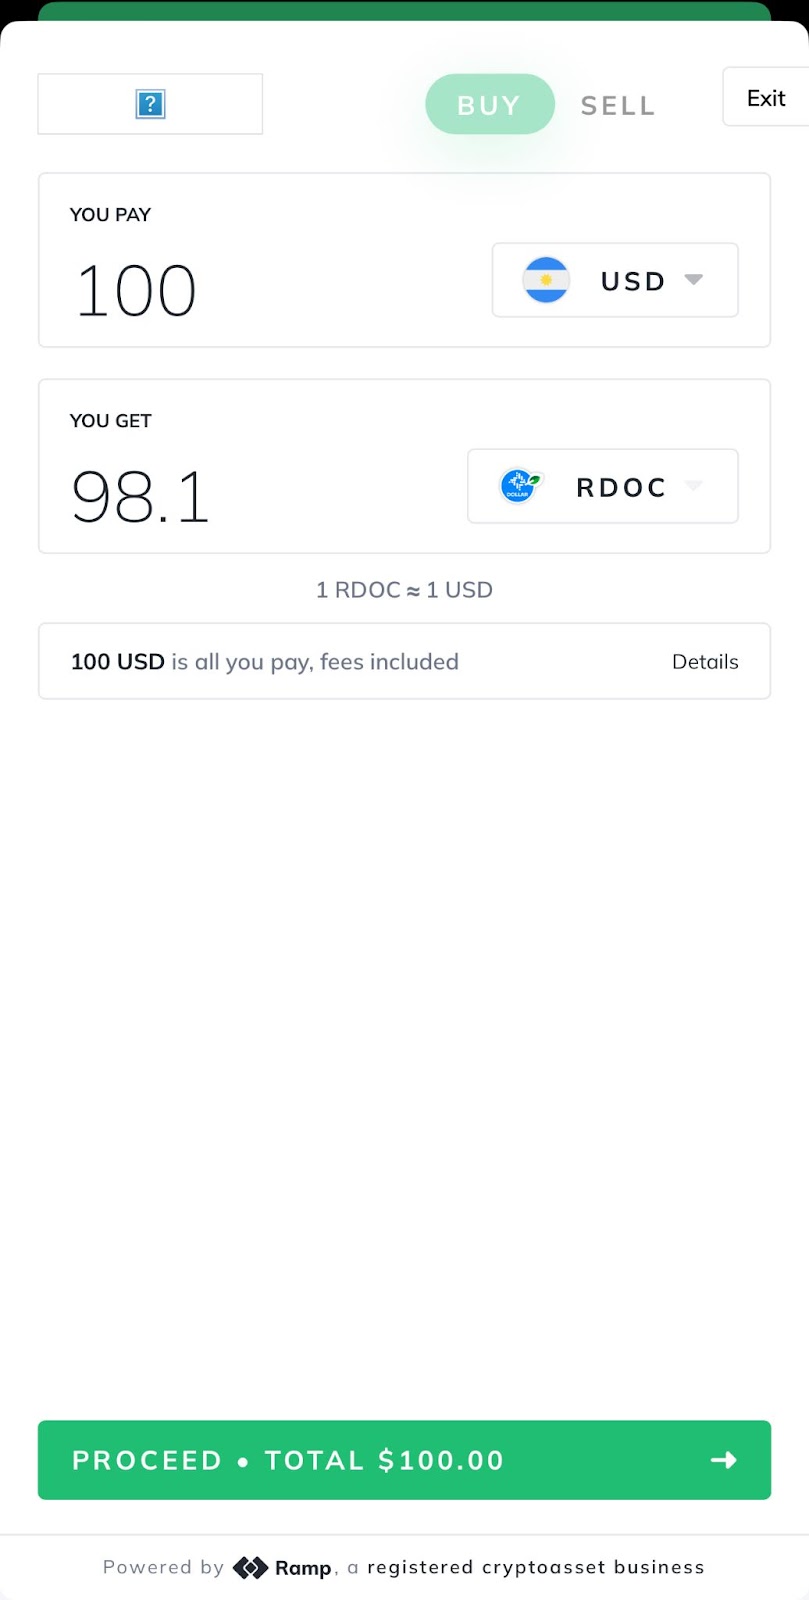 BUY SELL Exit
YOU PAY
100 USD
YOU GET
98.1 DOLLAR RDOC
1 RDOC ≈ 1 USD
100 USD is all you pay, fees included Details
PROCEED • TOTAL $100.00 →
Powered by Ramp, a registered cryptoasset business